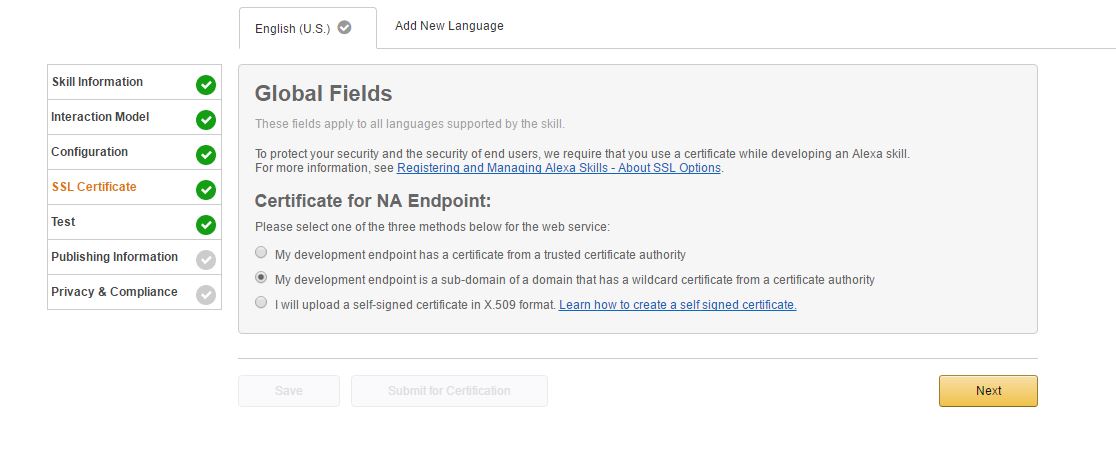 English (U.S.)
Add New Language
Skill Information
Interaction Model
Configuration
SSL Certificate
Test
Publishing Information
Privacy & Compliance
Global Fields
These fields apply to all languages supported by the skill.
To protect your security and the security of end users, we require that you use a certificate while developing an Alexa skill.
For more information, see Registering and Managing Alexa Skills - About SSL Options.
Certificate for NA Endpoint:
Please select one of the three methods below for the web service:
My development endpoint has a certificate from a trusted certificate authority
My development endpoint is a sub-domain of a domain that has a wildcard certificate from a certificate authority
I will upload a self-signed certificate in X.509 format. Learn how to create a self signed certificate.
Save
Submit for Certification
Next